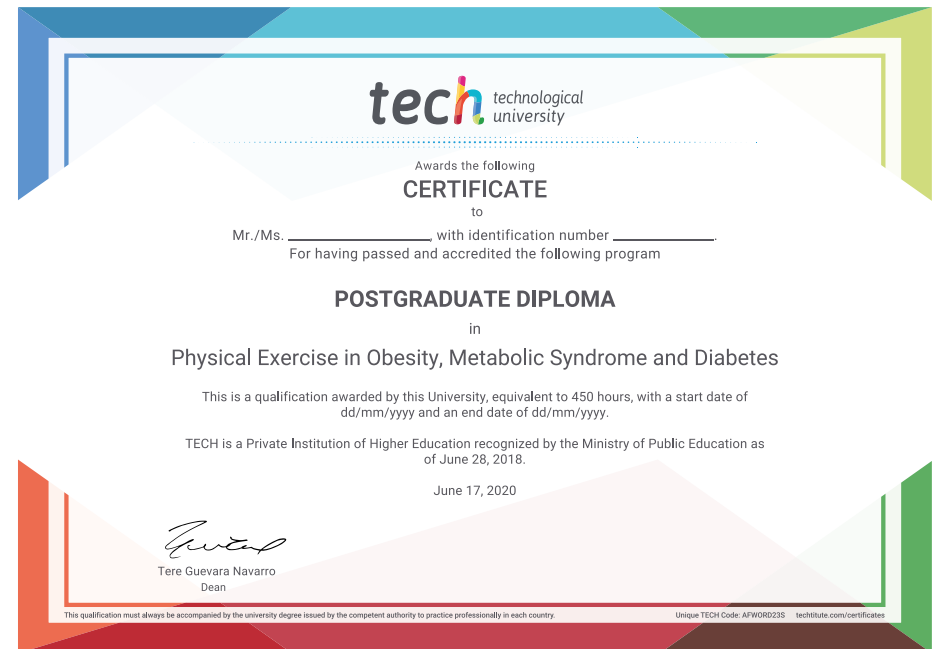 tech technological
university
Awards the following
CERTIFICATE
to
Mr./Ms. ____________________, with identification number ______________.
For having passed and accredited the following program
POSTGRADUATE DIPLOMA
in
Physical Exercise in Obesity, Metabolic Syndrome and Diabetes
This is a qualification awarded by this University, equivalent to 450 hours, with a start date of
dd/mm/yyyy and an end date of dd/mm/yyyy.
TECH is a Private Institution of Higher Education recognized by the Ministry of Public Education as
of June 28, 2018.
June 17, 2020
Tere Guevara Navarro
Dean
This qualification must always be accompanied by the university degree issued by the competent authority to practice professionally in each country.
Unique TECH Code: AFWORD23S techtitute.com/certificates